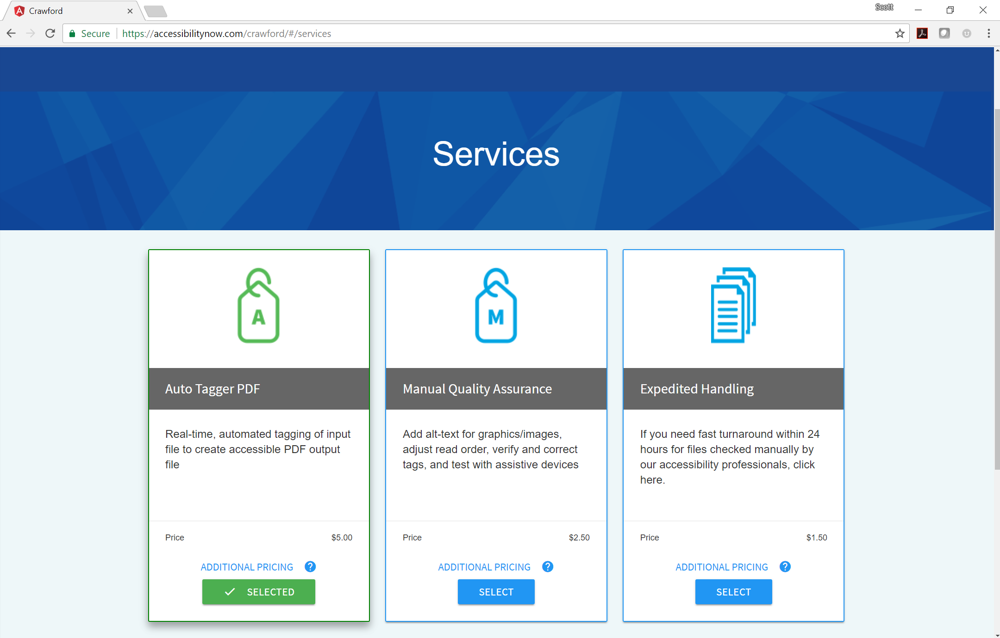 Crawford
Scott
Secure
https://accessibilitynow.com/crawford/#/services
Services
A
M
Auto Tagger PDF
Manual Quality Assurance
Expedited Handling
Real-time, automated tagging of input
file to create accessible PDF output
file
Add alt-text for graphics/images,
adjust read order, verify and correct
tags, and test with assistive devices
If you need fast turnaround within 24
hours for files checked manually by
our accessibility professionals, click
here.
Price $5.00
Price $2.50
Price $1.50
ADDITIONAL PRICING ?
ADDITIONAL PRICING ?
ADDITIONAL PRICING ?
SELECTED
SELECT
SELECT